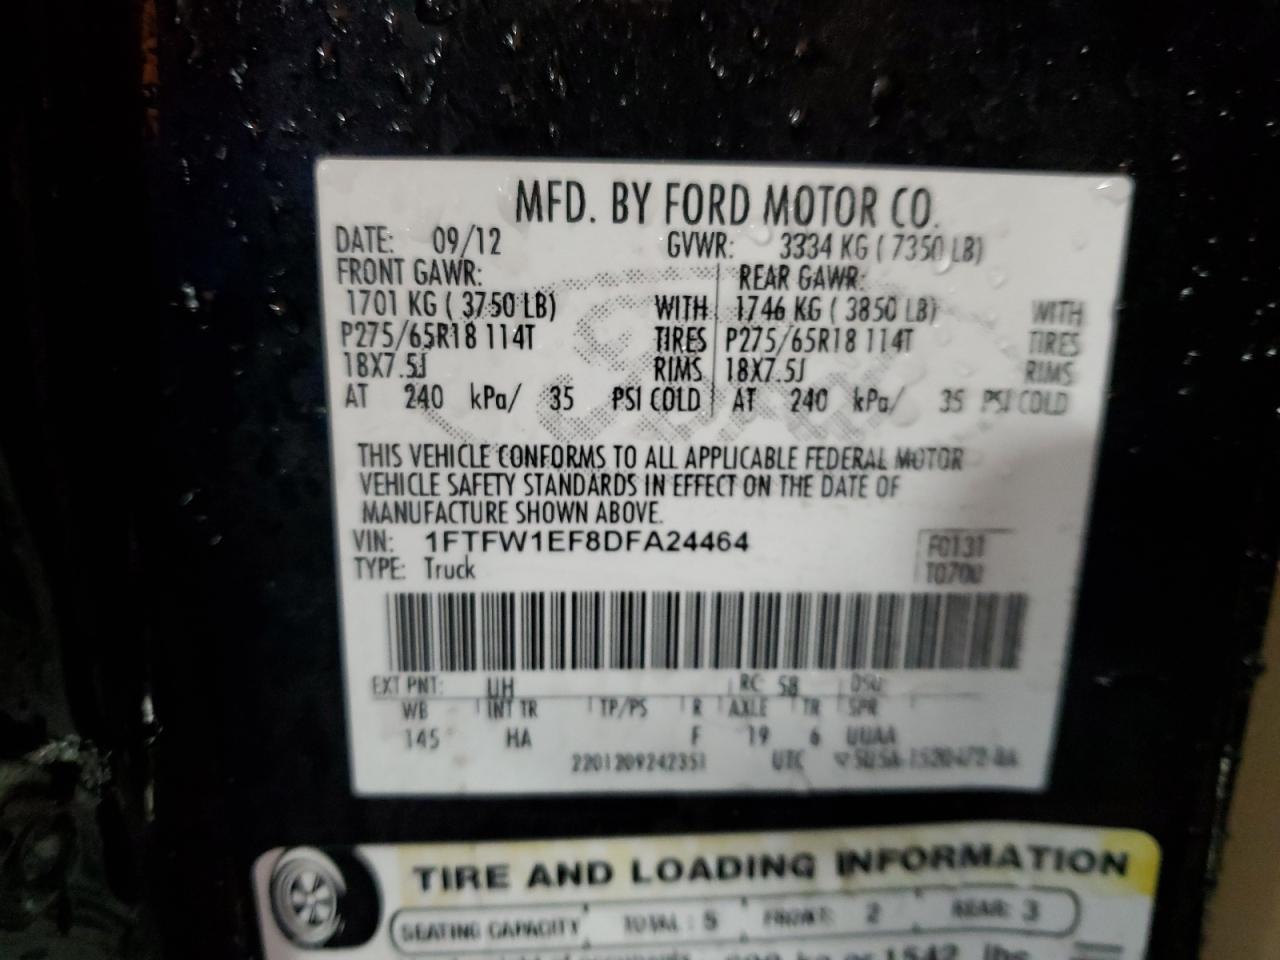 MFD. BY FORD MOTOR CO.
DATE: 09/12 GVWR: 3334 KG ( 7350 LB)
FRONT GAWR: REAR GAWR:
1701 KG ( 3750 LB) WITH 1746 KG ( 3850 LB) WITH
P275/65R18 114T TIRES P275/65R18 114T TIRES
18X7.5J RIMS 18X7.5J RIMS
AT 240 kPa/ 35 PSI COLD AT 240 kPa/ 35 PSI COLD
THIS VEHICLE CONFORMS TO ALL APPLICABLE FEDERAL MOTOR
VEHICLE SAFETY STANDARDS IN EFFECT ON THE DATE OF
MANUFACTURE SHOWN ABOVE.
VIN: 1FTFW1EF8DFA24464 F0131
TYPE: Truck T0700
EXT PNT: UH RC 58 DSO
WB INT TR TP/PS R AXLE TR SPR
145 HA F 19 6 UUAA
2201209242351 UTC
TIRE AND LOADING INFORMATION
SEATING CAPACITY TOTAL : 5 FRONT : 2 REAR: 3